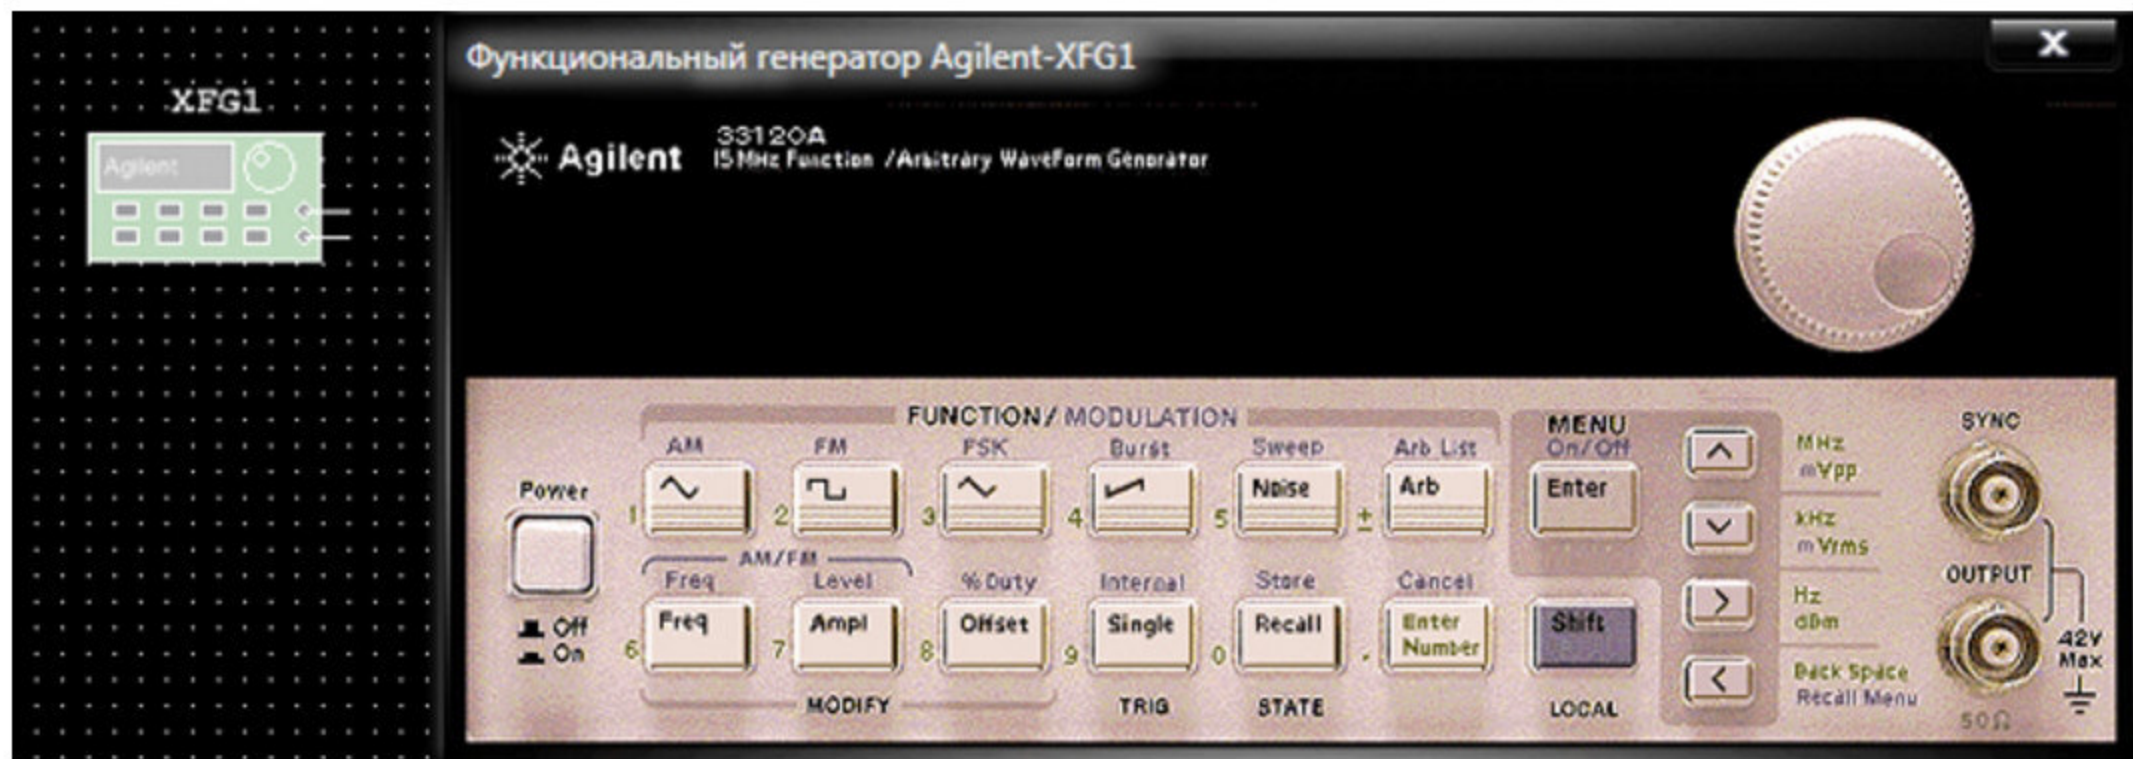 XFG1
Agilent
Функциональный генератор Agilent-XFG1
X
Agilent 33120A
15 MHz Function / Arbitrary WaveForm Generator
FUNCTION / MODULATION
AM FM FSK Burst Sweep Arb List
MENU
On/Off
Power
1 2 3 4 5 Noise ± Arb
Enter
AM/FM
Freq Level % Duty Internal Store Cancel
Off
On
6 Freq 7 Ampl 8 Offset 9 Single 0 Recall . Enter Number
Shift
MODIFY TRIG STATE LOCAL
MHz
mVpp
kHz
mVrms
Hz
dBm
Back Space
Recall Menu
SYNC
OUTPUT
42V
Max
50Ω